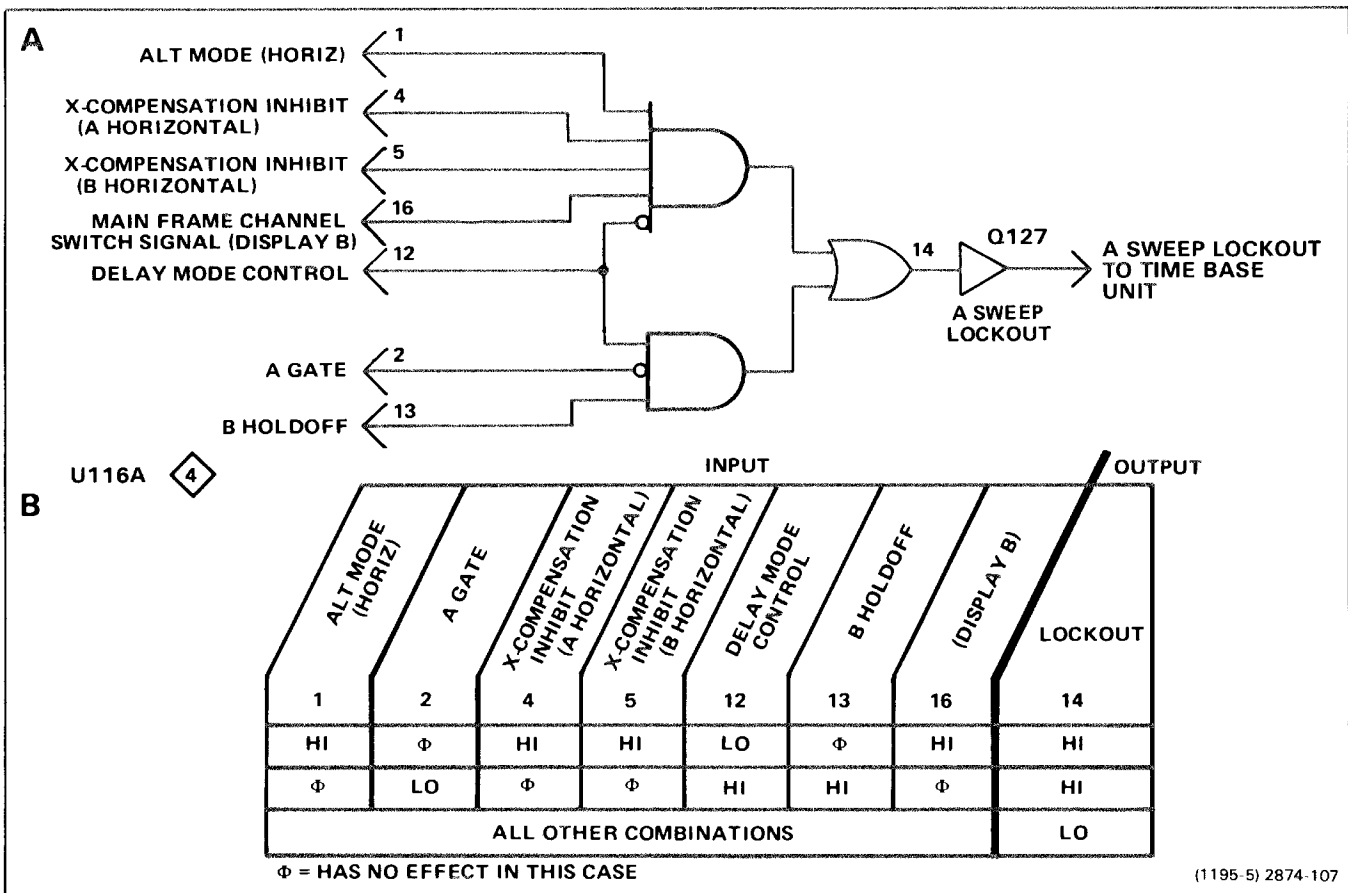 A
ALT MODE (HORIZ)
1
X-COMPENSATION INHIBIT
(A HORIZONTAL)
4
X-COMPENSATION INHIBIT
(B HORIZONTAL)
5
MAIN FRAME CHANNEL
SWITCH SIGNAL (DISPLAY B)
16
DELAY MODE CONTROL
12
A GATE
2
B HOLDOFF
13
14
Q127
A SWEEP
LOCKOUT
A SWEEP LOCKOUT
TO TIME BASE
UNIT
U116A 4
B
INPUT
OUTPUT
ALT MODE
(HORIZ)
A GATE
X-COMPENSATION
INHIBIT
(A HORIZONTAL)
X-COMPENSATION
INHIBIT
(B HORIZONTAL)
DELAY MODE
CONTROL
B HOLDOFF
(DISPLAY B)
LOCKOUT
1 2 4 5 12 13 16 14
HI Φ HI HI LO Φ HI HI
Φ LO Φ Φ HI HI Φ HI
ALL OTHER COMBINATIONS LO
Φ = HAS NO EFFECT IN THIS CASE
(1195-5) 2874-107